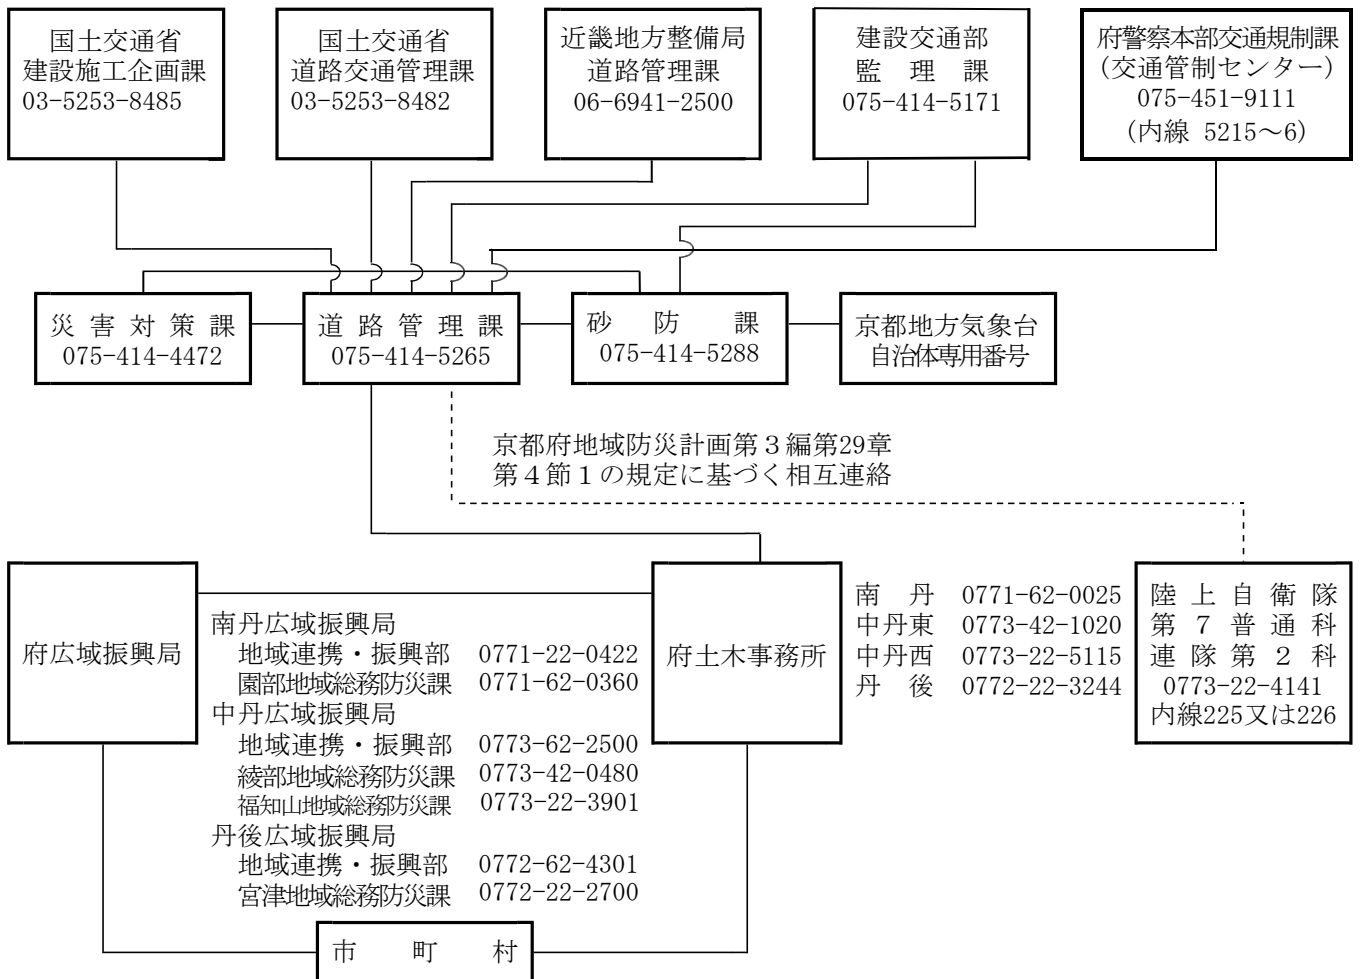 国土交通省
建設施工企画課
03-5253-8485
国土交通省
道路交通管理課
03-5253-8482
近畿地方整備局
道路管理課
06-6941-2500
建設交通部
監理課
075-414-5171
府警察本部交通規制課
（交通管制センター）
075-451-9111
（内線 5215～6）
災害対策課
075-414-4472
道路管理課
075-414-5265
砂防課
075-414-5288
京都地方気象台
自治体専用番号
京都府地域防災計画第３編第29章
第４節１の規定に基づく相互連絡
府広域振興局
南丹広域振興局
地域連携・振興部 0771-22-0422
園部地域総務防災課 0771-62-0360
中丹広域振興局
地域連携・振興部 0773-62-2500
綾部地域総務防災課 0773-42-0480
福知山地域総務防災課 0773-22-3901
丹後広域振興局
地域連携・振興部 0772-62-4301
宮津地域総務防災課 0772-22-2700
府土木事務所
南丹 0771-62-0025
中丹東 0773-42-1020
中丹西 0773-22-5115
丹後 0772-22-3244
陸上自衛隊
第７普通科
連隊第２科
0773-22-4141
内線225又は226
市町村